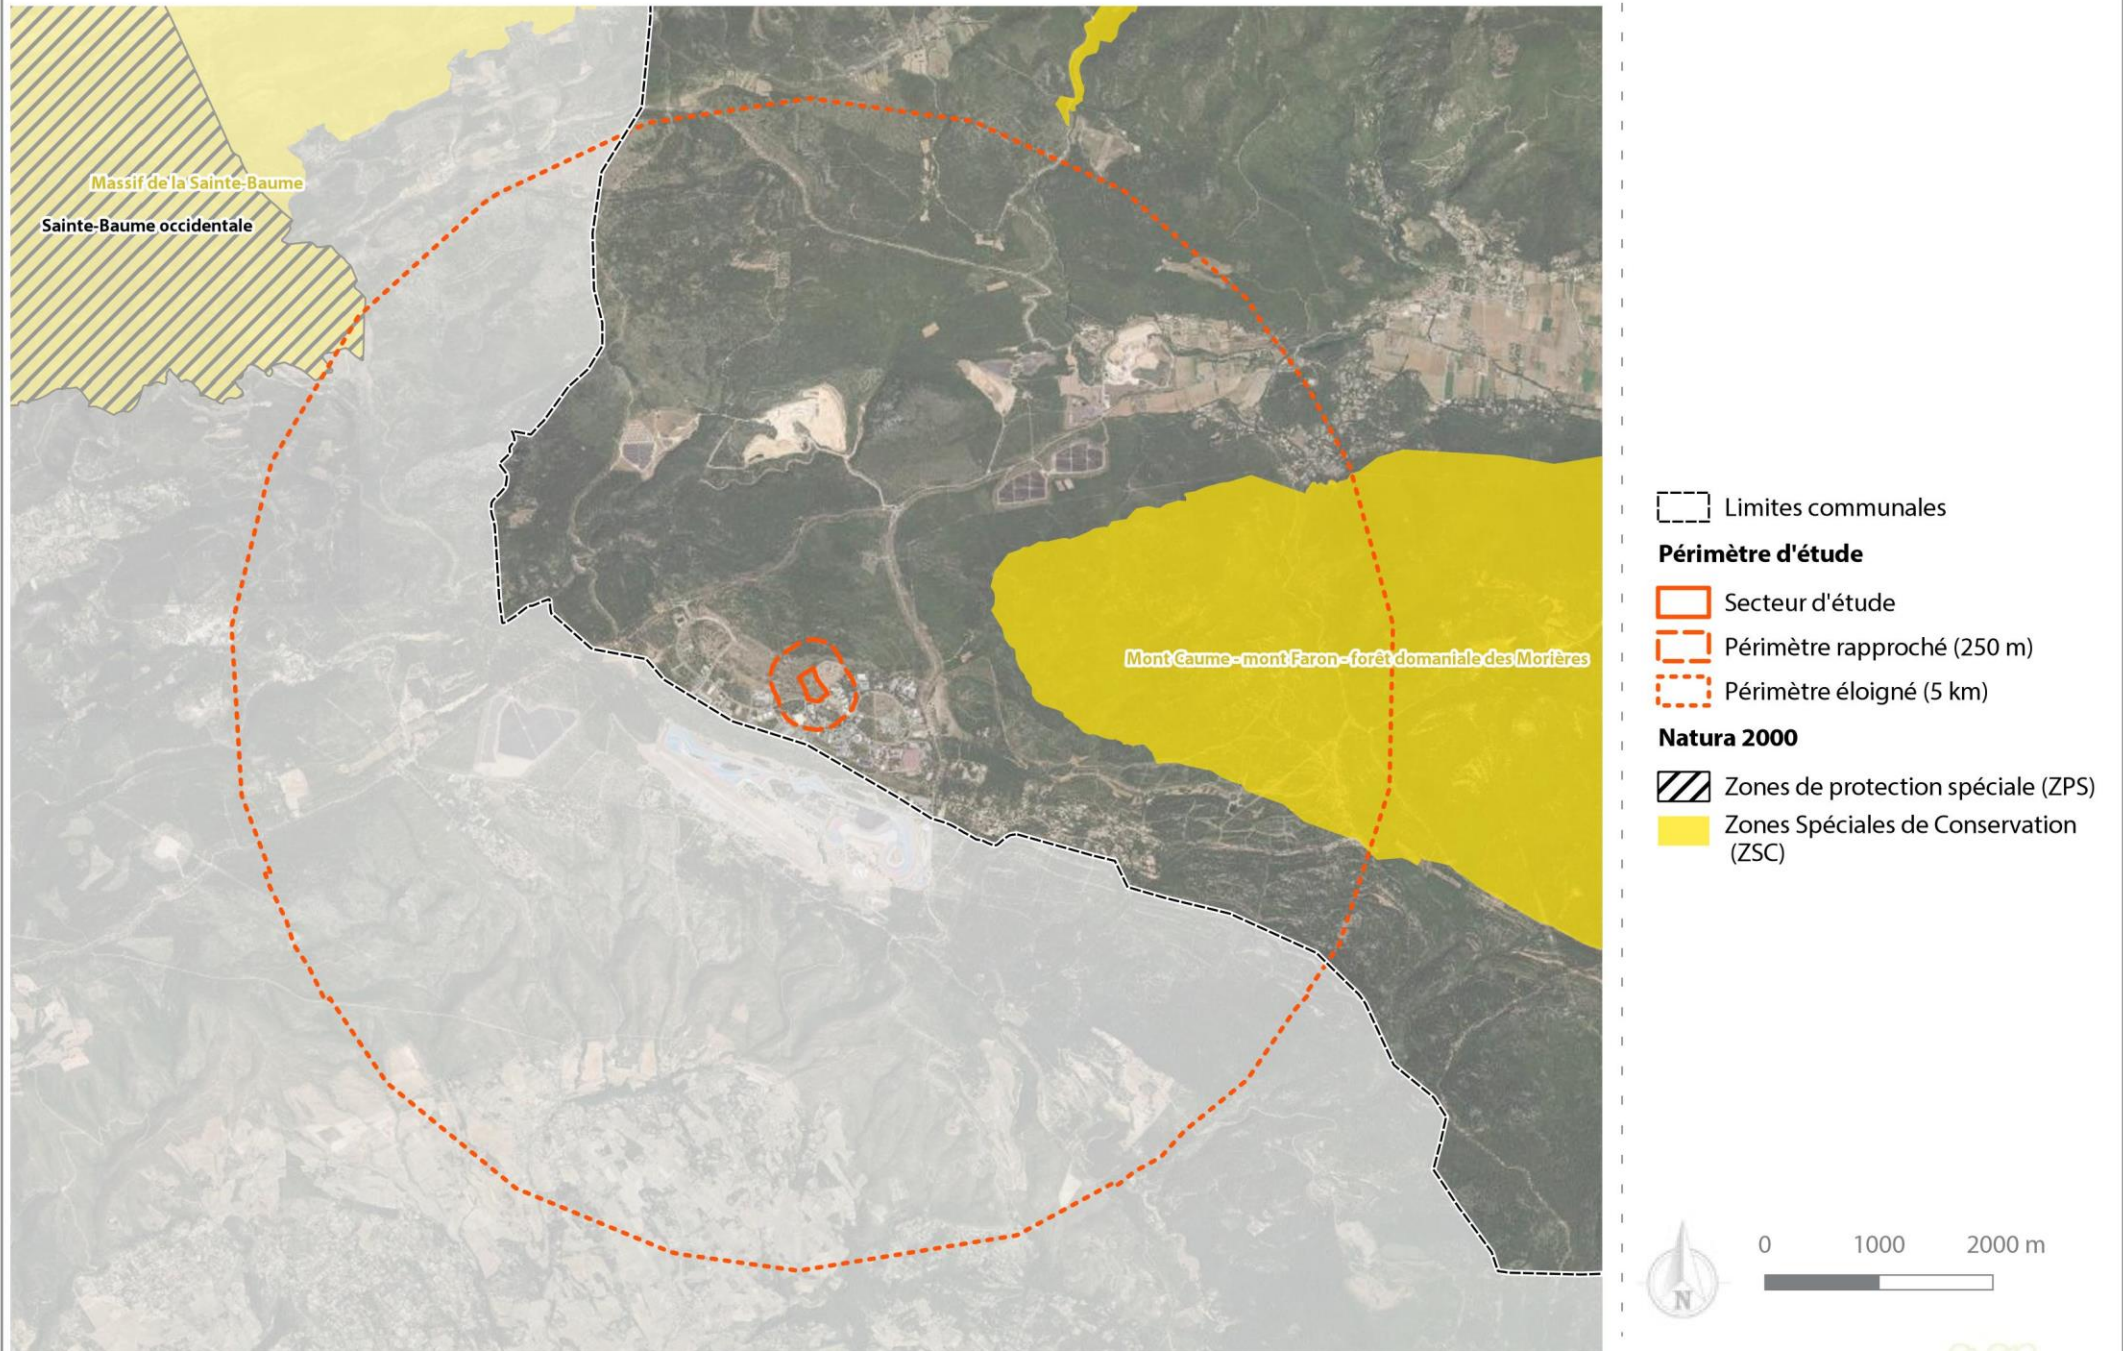 Massif de la Sainte-Baume
Sainte-Baume occidentale
Mont Caume - mont Faron - forêt domaniale des Morières
Limites communales
Périmètre d'étude
Secteur d'étude
Périmètre rapproché (250 m)
Périmètre éloigné (5 km)
Natura 2000
Zones de protection spéciale (ZPS)
Zones Spéciales de Conservation
(ZSC)
0 1000 2000 m
N